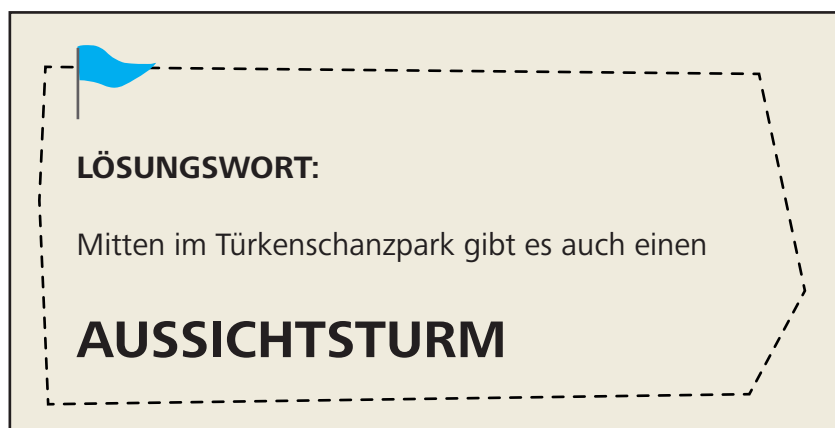 LÖSUNGSWORT:
Mitten im Türkenschanzpark gibt es auch einen
AUSSICHTSTURM